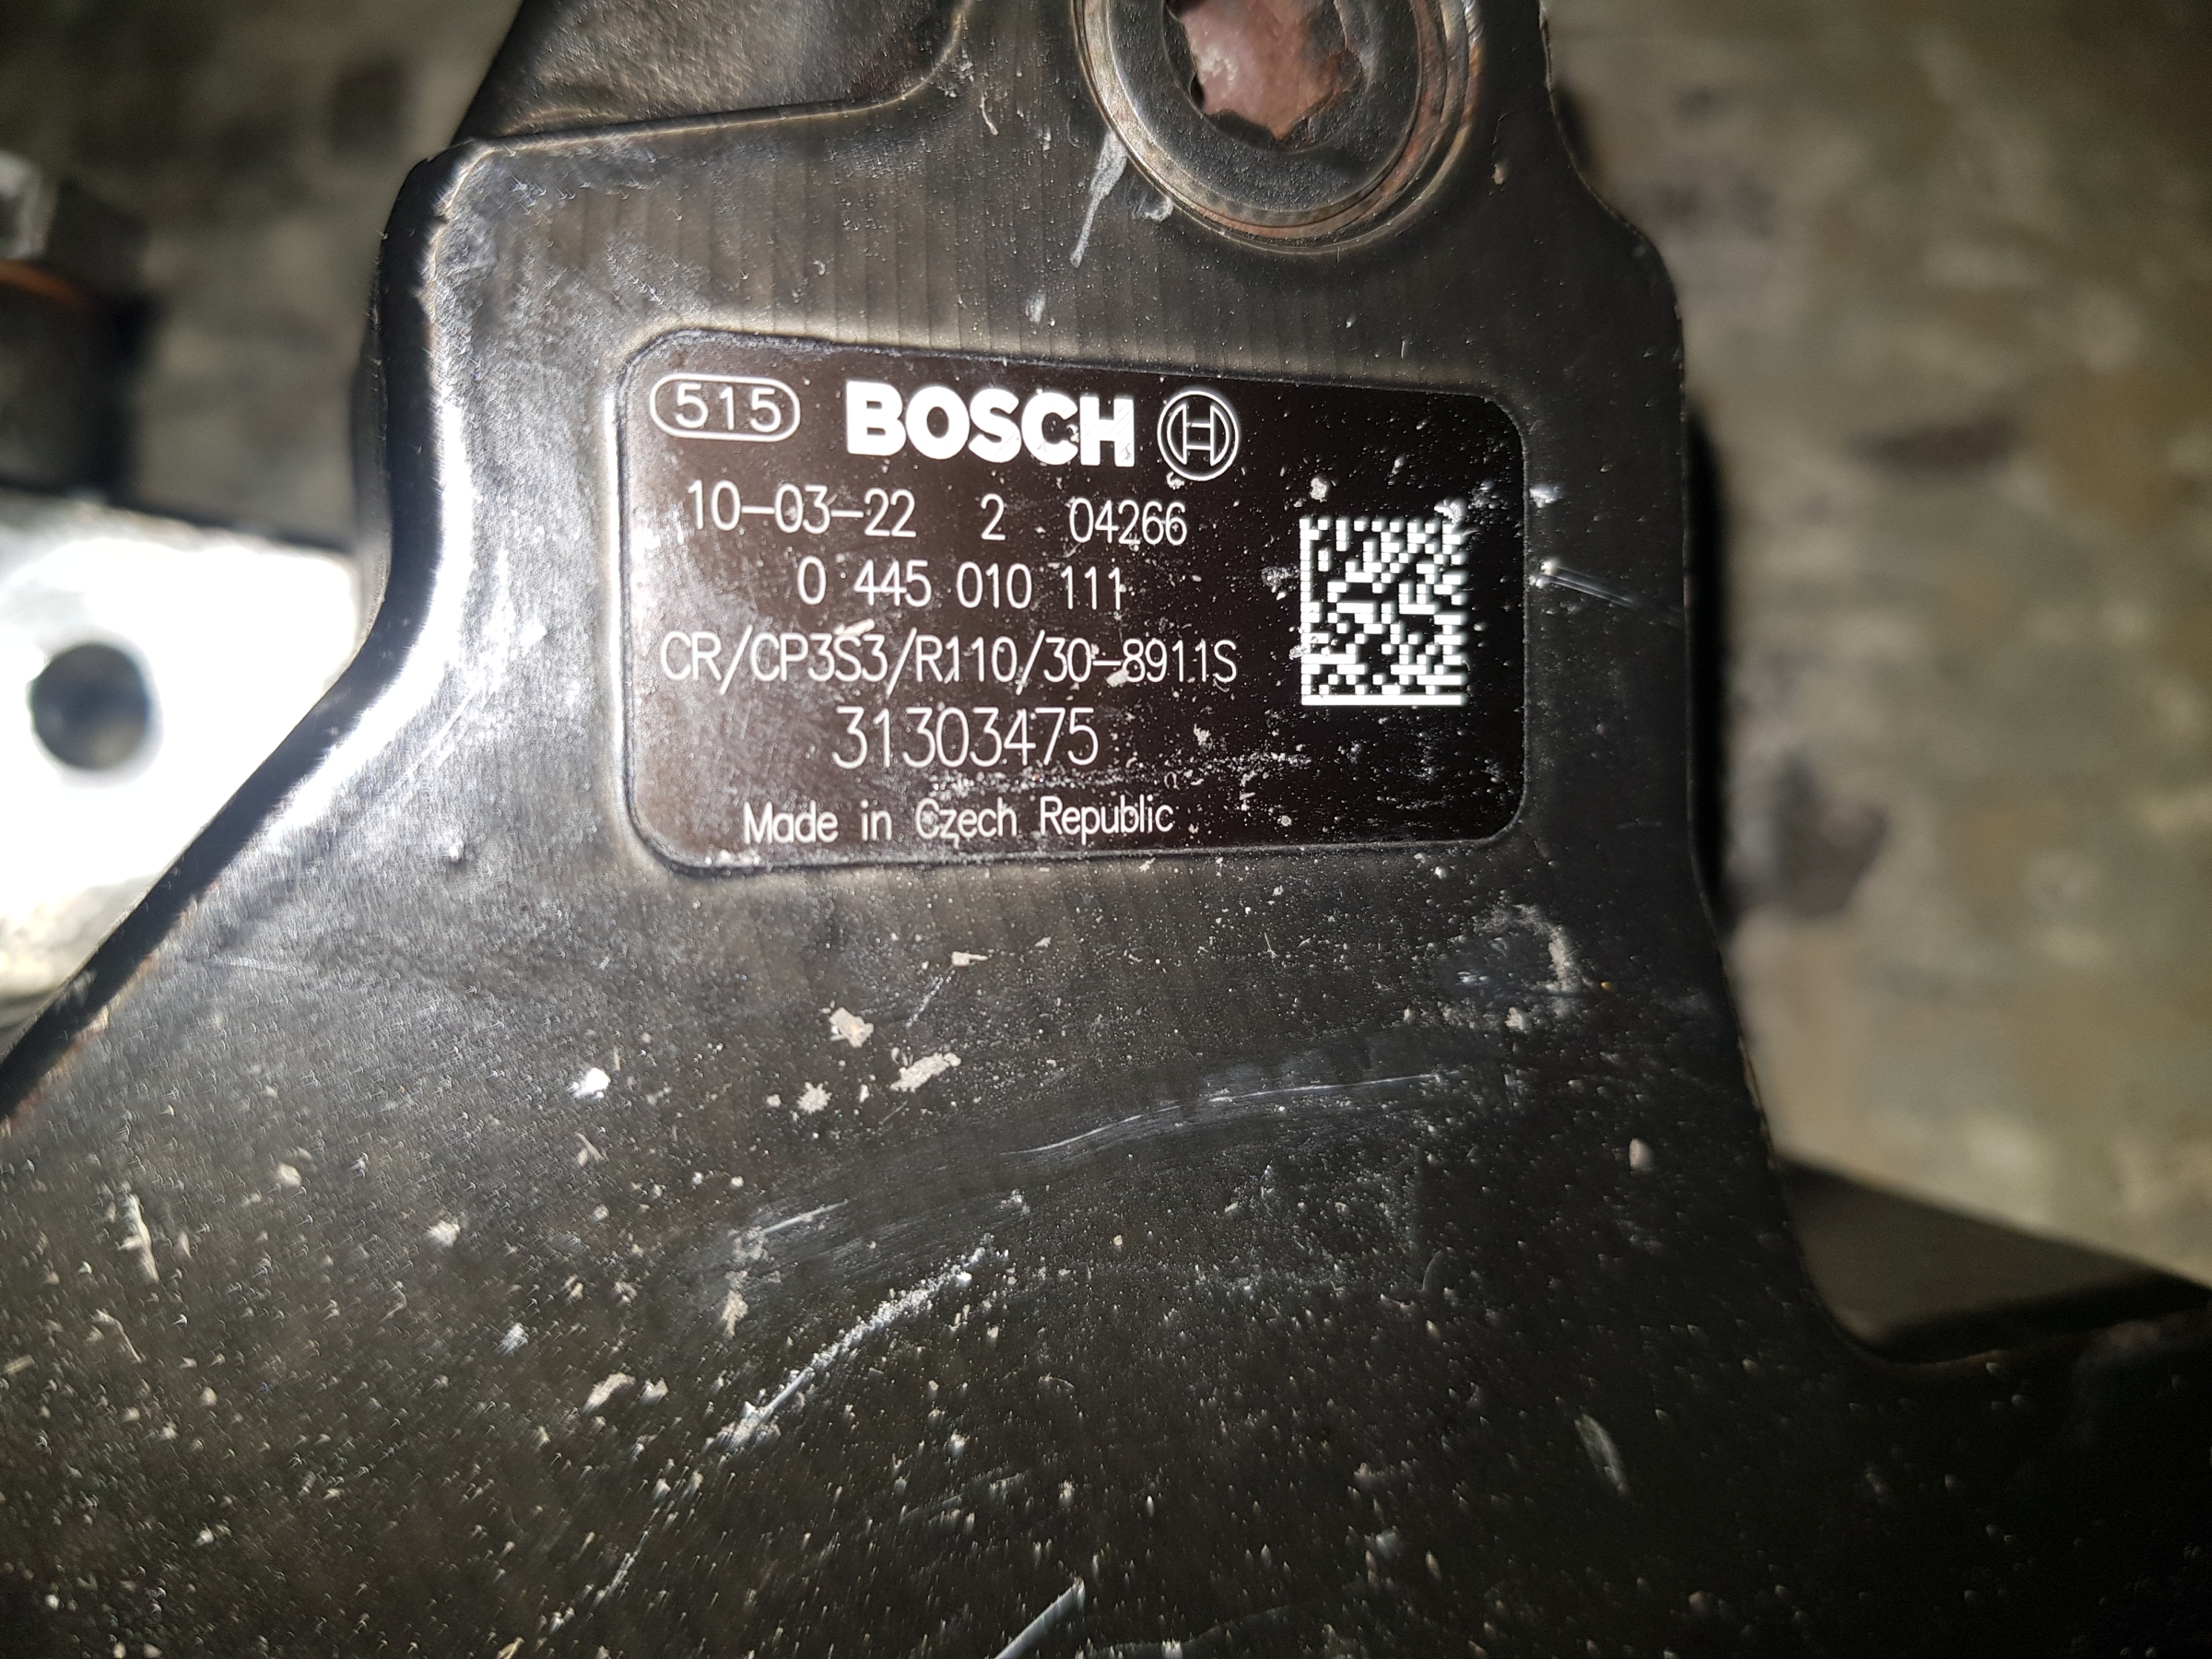 515 BOSCH
10-03-22 2 04266
0 445 010 111
CR/CP3S3/R110/30-8911S
31303475
Made in Czech Republic